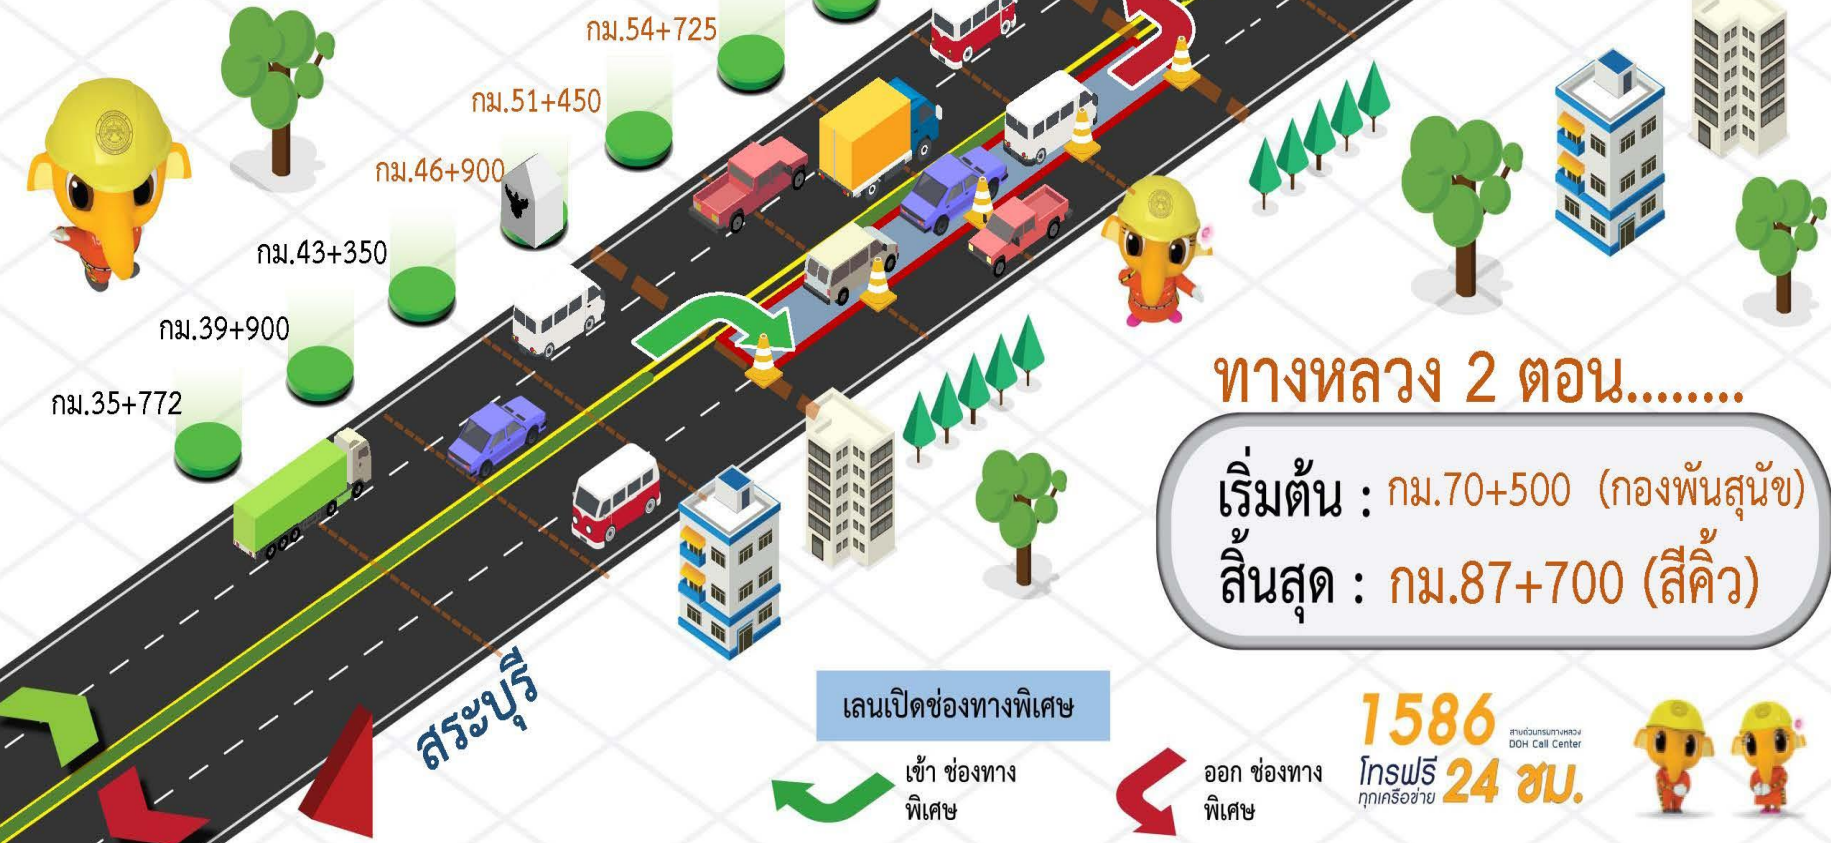 กม.54+725
กม.51+450
กม.46+900
กม.43+350
กม.39+900
กม.35+772
สระบุรี
ทางหลวง 2 ตอน........
เริ่มต้น : กม.70+500 (กองพันสุนัข)
สิ้นสุด : กม.87+700 (สีคิ้ว)
เลนเปิดช่องทางพิเศษ
เข้า ช่องทาง
พิเศษ
ออก ช่องทาง
พิเศษ
1586
สายด่วนกรมทางหลวง
DOH Call Center
โทรฟรี
ทุกเครือข่าย
24 ชม.